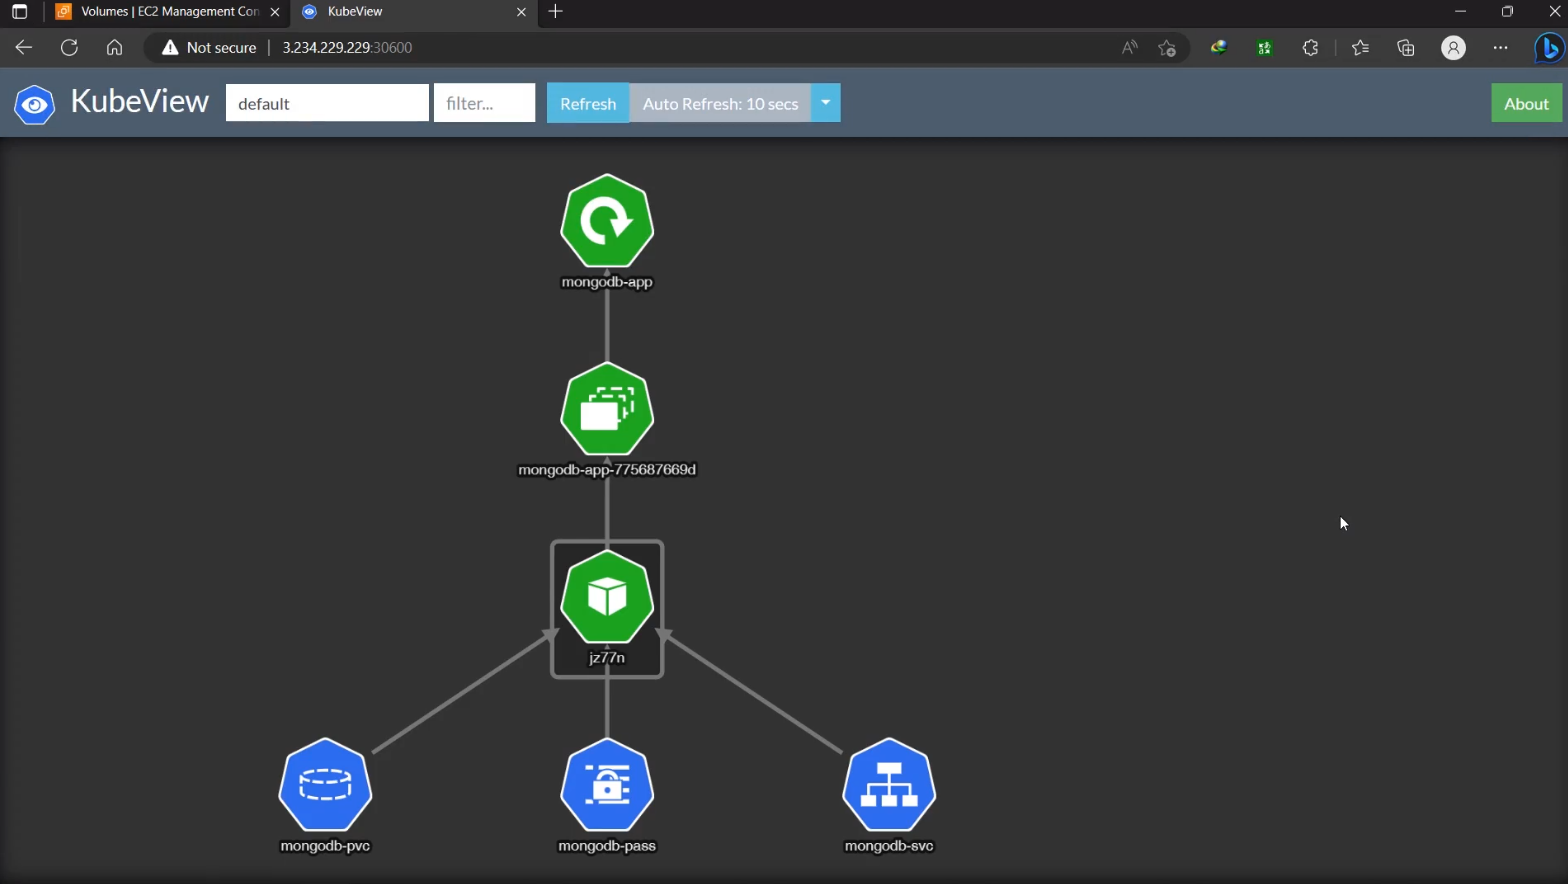 Volumes | EC2 Management Con
KubeView
Not secure
3.234.229.229:30600
KubeView
default
filter...
Refresh
Auto Refresh: 10 secs
About
mongodb-app
mongodb-app-775687669d
jz77n
mongodb-pvc
mongodb-pass
mongodb-svc